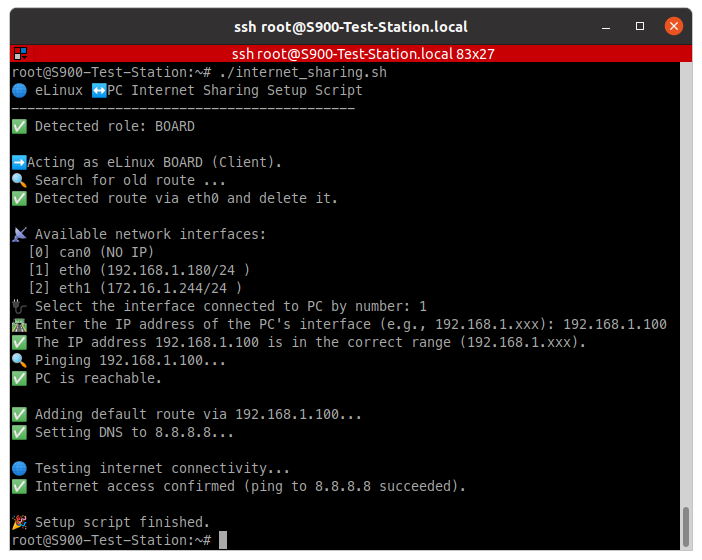 ssh root@S900-Test-Station.local
ssh root@S900-Test-Station.local 83x27
root@S900-Test-Station:~# ./internet_sharing.sh
🌐 eLinux ↔️PC Internet Sharing Setup Script
-------------------------------------------
✅ Detected role: BOARD
➡️Acting as eLinux BOARD (Client).
🔍 Search for old route ...
✅ Detected route via eth0 and delete it.
📡 Available network interfaces:
[0] can0 (NO IP)
[1] eth0 (192.168.1.180/24 )
[2] eth1 (172.16.1.244/24 )
🔌 Select the interface connected to PC by number: 1
🛣️ Enter the IP address of the PC's interface (e.g., 192.168.1.xxx): 192.168.1.100
✅ The IP address 192.168.1.100 is in the correct range (192.168.1.xxx).
🔍 Pinging 192.168.1.100...
✅ PC is reachable.
✅ Adding default route via 192.168.1.100...
✅ Setting DNS to 8.8.8.8...
🌐 Testing internet connectivity...
✅ Internet access confirmed (ping to 8.8.8.8 succeeded).
🎉 Setup script finished.
root@S900-Test-Station:~#